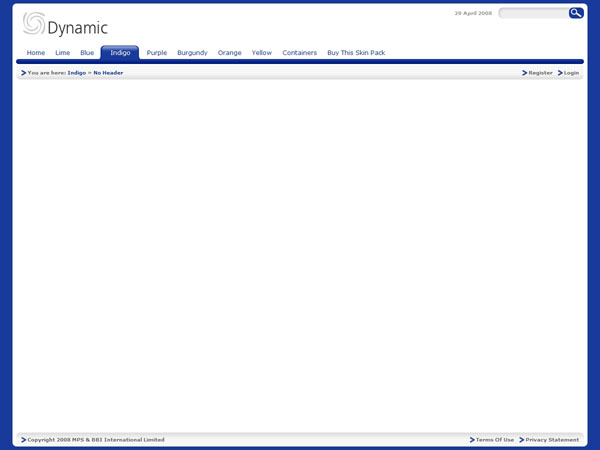 Dynamic
29 April 2008
Home Lime Blue Indigo Purple Burgundy Orange Yellow Containers Buy This Skin Pack
You are here: Indigo » No Header
Register Login
Copyright 2008 MPS & BBI International Limited
Terms Of Use Privacy Statement